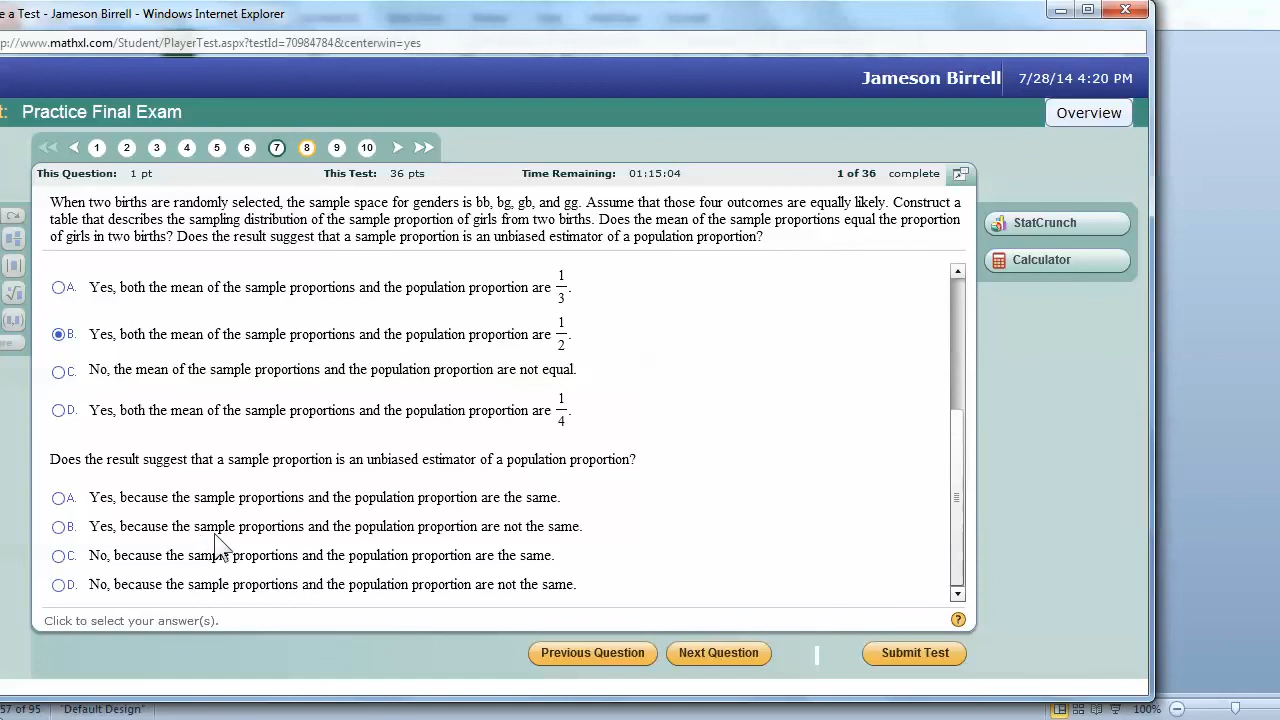 e a Test - Jameson Birrell - Windows Internet Explorer
p://www.mathxl.com/Student/PlayerTest.aspx?testId=70984784&centerwin=yes
Jameson Birrell 7/28/14 4:20 PM
t: Practice Final Exam
Overview
1 2 3 4 5 6 7 8 9 10
This Question: 1 pt This Test: 36 pts Time Remaining: 01:15:04 1 of 36 complete
When two births are randomly selected, the sample space for genders is bb, bg, gb, and gg. Assume that those four outcomes are equally likely. Construct a
table that describes the sampling distribution of the sample proportion of girls from two births. Does the mean of the sample proportions equal the proportion
of girls in two births? Does the result suggest that a sample proportion is an unbiased estimator of a population proportion?
StatCrunch
Calculator
A. Yes, both the mean of the sample proportions and the population proportion are 1/3.
B. Yes, both the mean of the sample proportions and the population proportion are 1/2.
C. No, the mean of the sample proportions and the population proportion are not equal.
D. Yes, both the mean of the sample proportions and the population proportion are 1/4.
Does the result suggest that a sample proportion is an unbiased estimator of a population proportion?
A. Yes, because the sample proportions and the population proportion are the same.
B. Yes, because the sample proportions and the population proportion are not the same.
C. No, because the sample proportions and the population proportion are the same.
D. No, because the sample proportions and the population proportion are not the same.
Click to select your answer(s). ?
Previous Question Next Question Submit Test
57 of 95 "Default Design" 100%